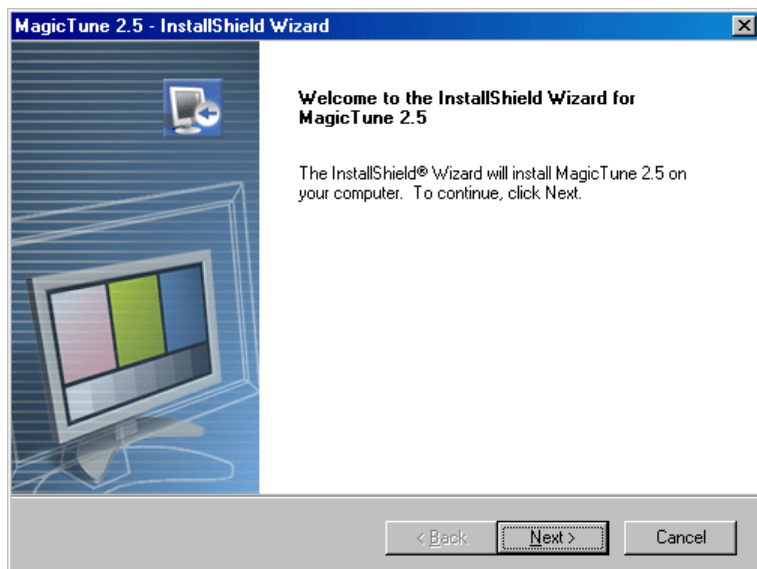 MagicTune 2.5 - InstallShield Wizard
Welcome to the InstallShield Wizard for
MagicTune 2.5
The InstallShield® Wizard will install MagicTune 2.5 on
your computer. To continue, click Next.
< Back
Next >
Cancel